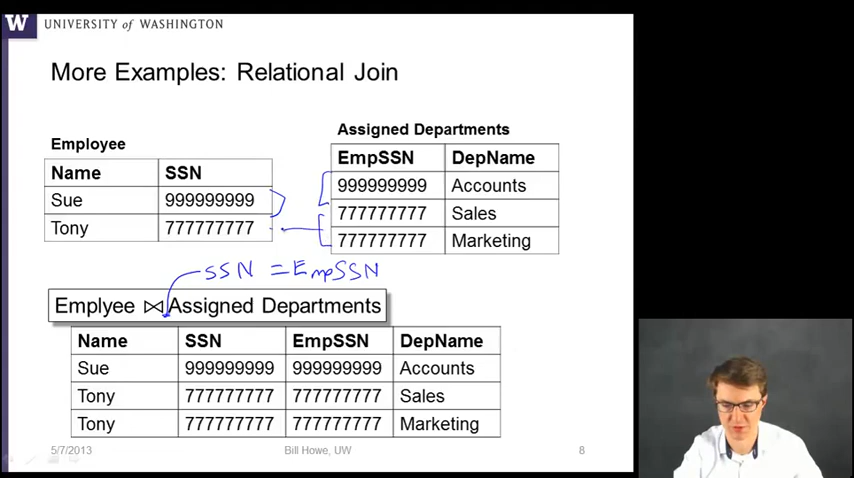 W UNIVERSITY of WASHINGTON
More Examples: Relational Join
Employee
Name SSN
Sue 999999999
Tony 777777777
Assigned Departments
EmpSSN DepName
999999999 Accounts
777777777 Sales
777777777 Marketing
SSN = EmpSSN
Emplyee ⋈ Assigned Departments
Name SSN EmpSSN DepName
Sue 999999999 999999999 Accounts
Tony 777777777 777777777 Sales
Tony 777777777 777777777 Marketing
5/7/2013 Bill Howe, UW 8